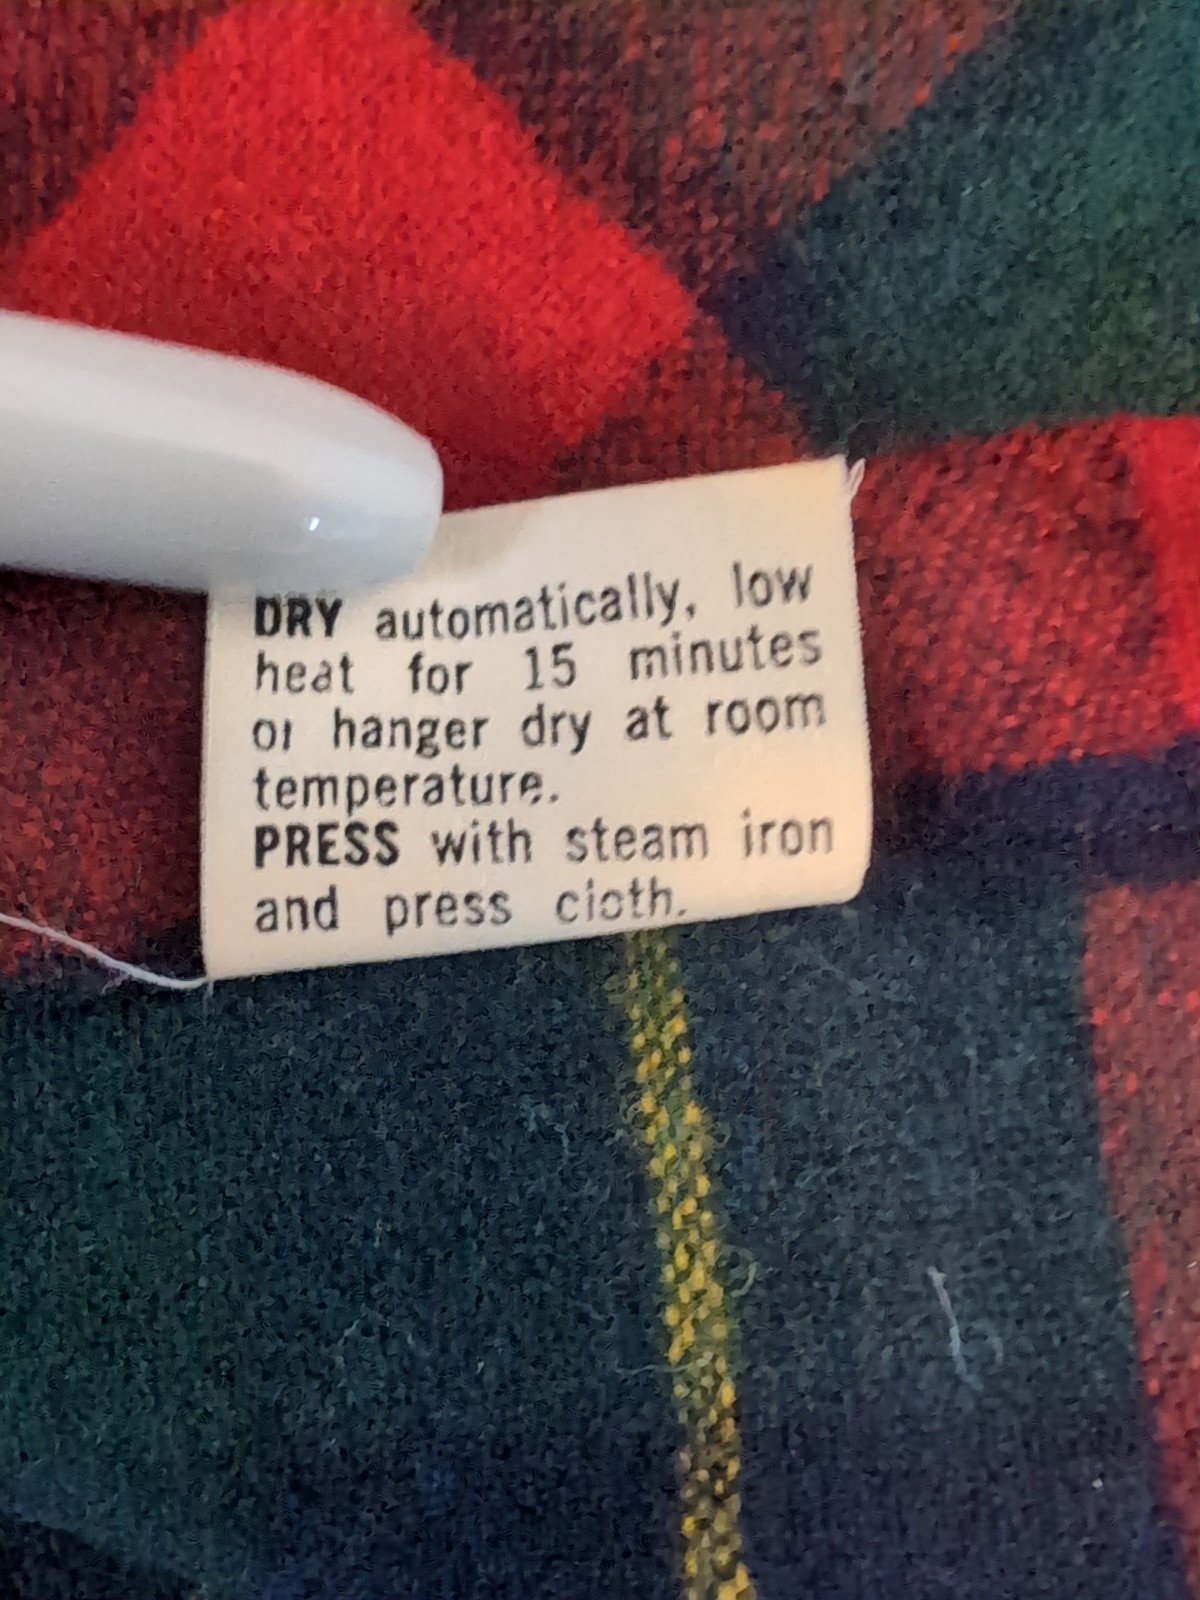 DRY automatically, low
heat for 15 minutes
or hanger dry at room
temperature.
PRESS with steam iron
and press cloth.